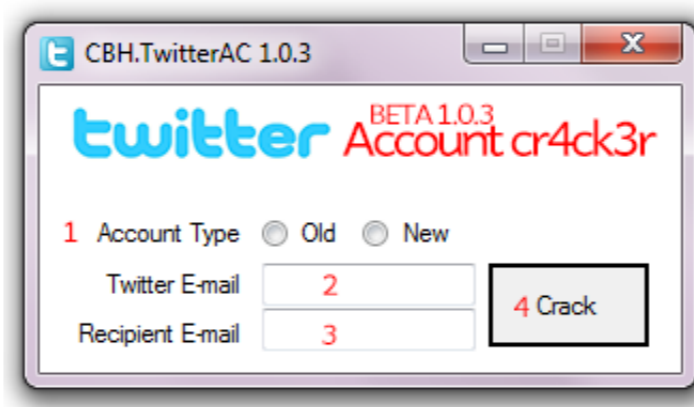 CBH.TwitterAC 1.0.3
twitter BETA 1.0.3
Account cr4ck3r
1 Account Type Old New
Twitter E-mail 2
Recipient E-mail 3
4 Crack